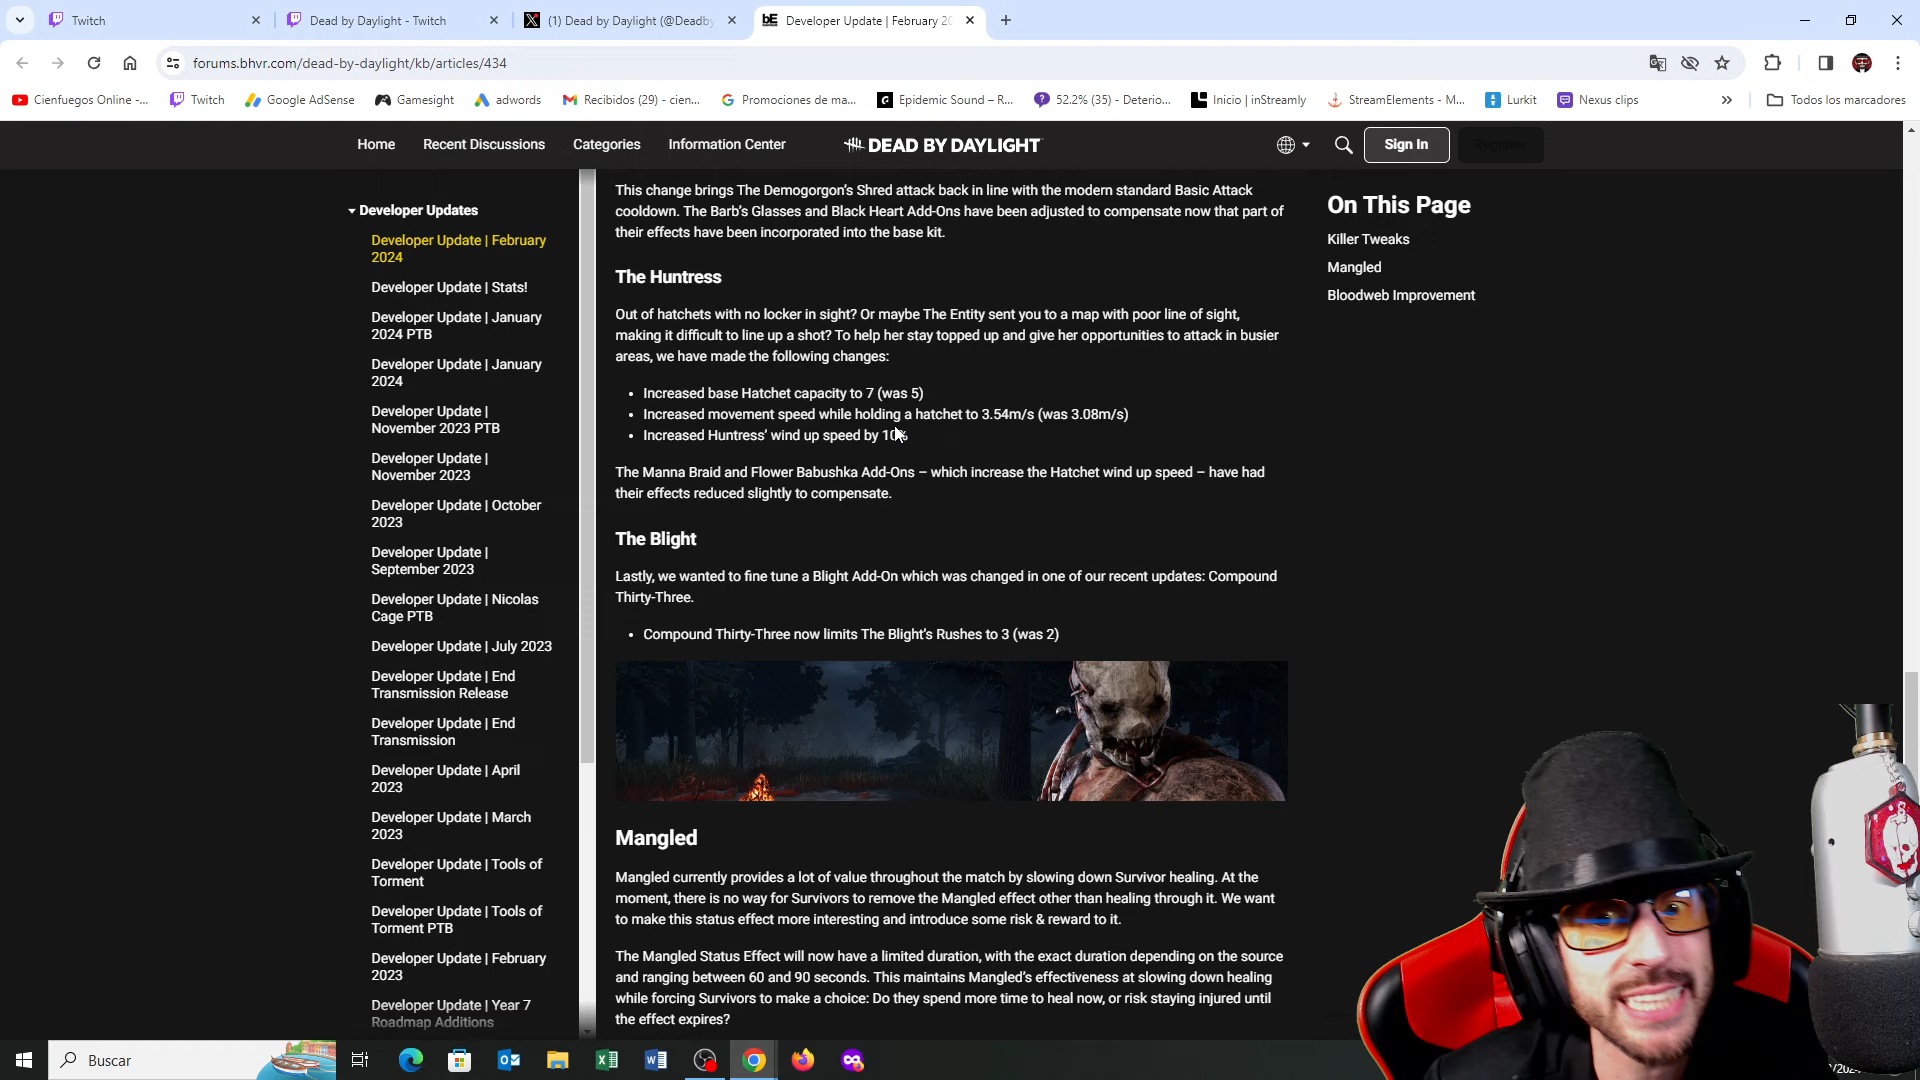 Twitch
Dead by Daylight - Twitch
(1) Dead by Daylight (@Deadby
Developer Update | February 20
forums.bhvr.com/dead-by-daylight/kb/articles/434
Cienfuegos Online -...
Twitch
Google AdSense
Gamesight
adwords
Recibidos (29) - cien...
Promociones de ma...
Epidemic Sound – R...
52.2% (35) - Deterio...
Inicio | inStreamly
StreamElements - M...
Lurkit
Nexus clips
Todos los marcadores
Home
Recent Discussions
Categories
Information Center
DEAD BY DAYLIGHT
Sign In
Register
Developer Updates
Developer Update | February
2024
Developer Update | Stats!
Developer Update | January
2024 PTB
Developer Update | January
2024
Developer Update |
November 2023 PTB
Developer Update |
November 2023
Developer Update | October
2023
Developer Update |
September 2023
Developer Update | Nicolas
Cage PTB
Developer Update | July 2023
Developer Update | End
Transmission Release
Developer Update | End
Transmission
Developer Update | April
2023
Developer Update | March
2023
Developer Update | Tools of
Torment
Developer Update | Tools of
Torment PTB
Developer Update | February
2023
Developer Update | Year 7
Roadmap Additions
This change brings The Demogorgon's Shred attack back in line with the modern standard Basic Attack
cooldown. The Barb's Glasses and Black Heart Add-Ons have been adjusted to compensate now that part of
their effects have been incorporated into the base kit.
The Huntress
Out of hatchets with no locker in sight? Or maybe The Entity sent you to a map with poor line of sight,
making it difficult to line up a shot? To help her stay topped up and give her opportunities to attack in busier
areas, we have made the following changes:
• Increased base Hatchet capacity to 7 (was 5)
• Increased movement speed while holding a hatchet to 3.54m/s (was 3.08m/s)
• Increased Huntress' wind up speed by 10%
The Manna Braid and Flower Babushka Add-Ons – which increase the Hatchet wind up speed – have had
their effects reduced slightly to compensate.
The Blight
Lastly, we wanted to fine tune a Blight Add-On which was changed in one of our recent updates: Compound
Thirty-Three.
• Compound Thirty-Three now limits The Blight's Rushes to 3 (was 2)
Mangled
Mangled currently provides a lot of value throughout the match by slowing down Survivor healing. At the
moment, there is no way for Survivors to remove the Mangled effect other than healing through it. We want
to make this status effect more interesting and introduce some risk & reward to it.
The Mangled Status Effect will now have a limited duration, with the exact duration depending on the source
and ranging between 60 and 90 seconds. This maintains Mangled's effectiveness at slowing down healing
while forcing Survivors to make a choice: Do they spend more time to heal now, or risk staying injured until
the effect expires?
On This Page
Killer Tweaks
Mangled
Bloodweb Improvement
Buscar